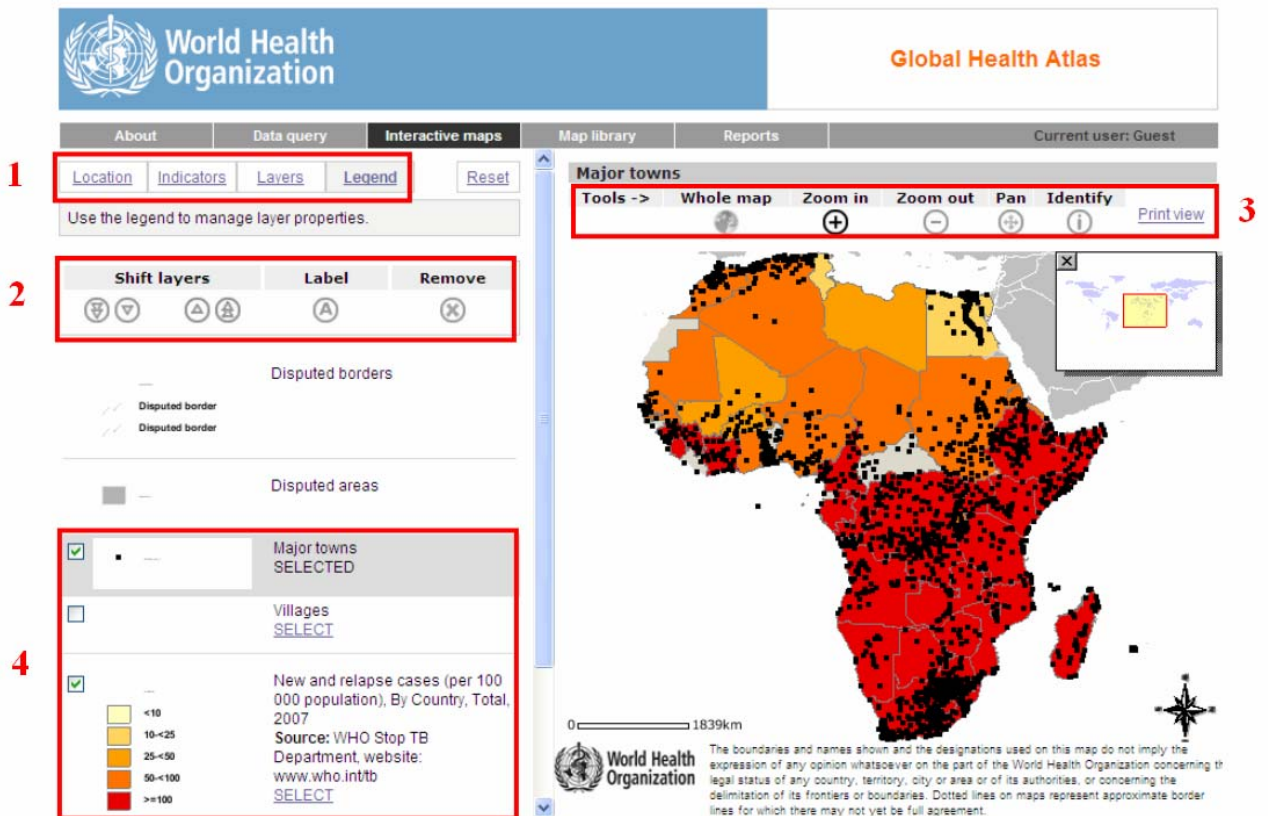 World Health
Organization
Global Health Atlas
About Data query Interactive maps Map library Reports Current user: Guest
1
Location Indicators Layers Legend Reset
Use the legend to manage layer properties.
2
Shift layers Label Remove
A
Disputed borders
Disputed border
Disputed border
Disputed areas
4
Major towns
SELECTED
Villages
SELECT
New and relapse cases (per 100
000 population), By Country, Total,
2007
Source: WHO Stop TB
Department, website:
www.who.int/tb
SELECT
<10
10-<25
25-<50
50-<100
>=100
Major towns
Tools -> Whole map Zoom in Zoom out Pan Identify Print view
3
0 1839km
World Health
Organization
The boundaries and names shown and the designations used on this map do not imply the
expression of any opinion whatsoever on the part of the World Health Organization concerning th
legal status of any country, territory, city or area or of its authorities, or concerning the
delimitation of its frontiers or boundaries. Dotted lines on maps represent approximate border
lines for which there may not yet be full agreement.